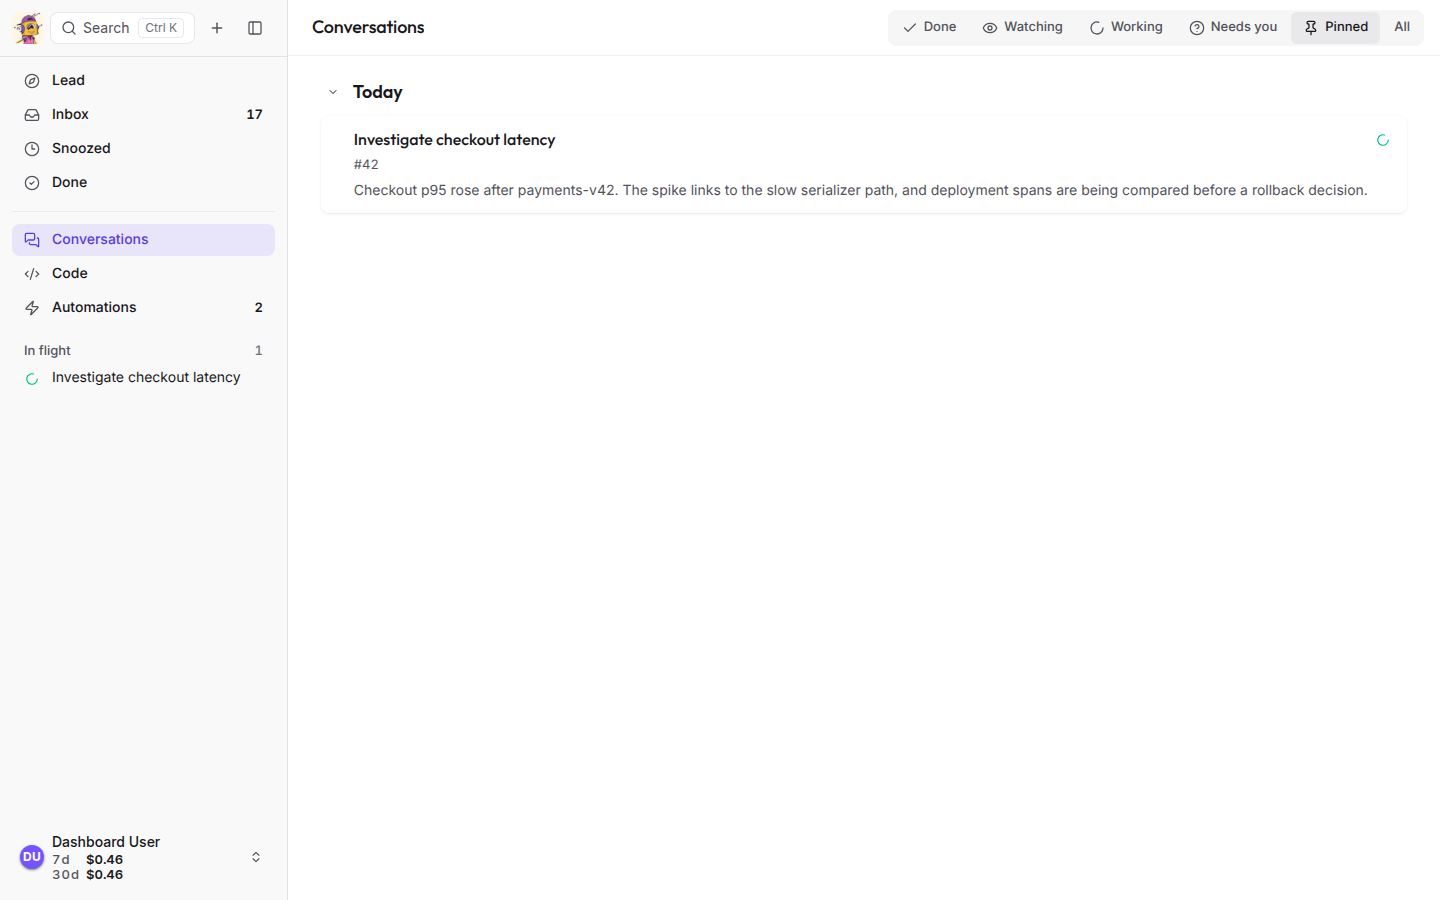 Search Ctrl K
Lead
Inbox 17
Snoozed
Done
Conversations
Code
Automations 2
In flight 1
Investigate checkout latency
Dashboard User
DU
7d $0.46
30d $0.46
Conversations
Done Watching Working Needs you Pinned All
Today
Investigate checkout latency
#42
Checkout p95 rose after payments-v42. The spike links to the slow serializer path, and deployment spans are being compared before a rollback decision.